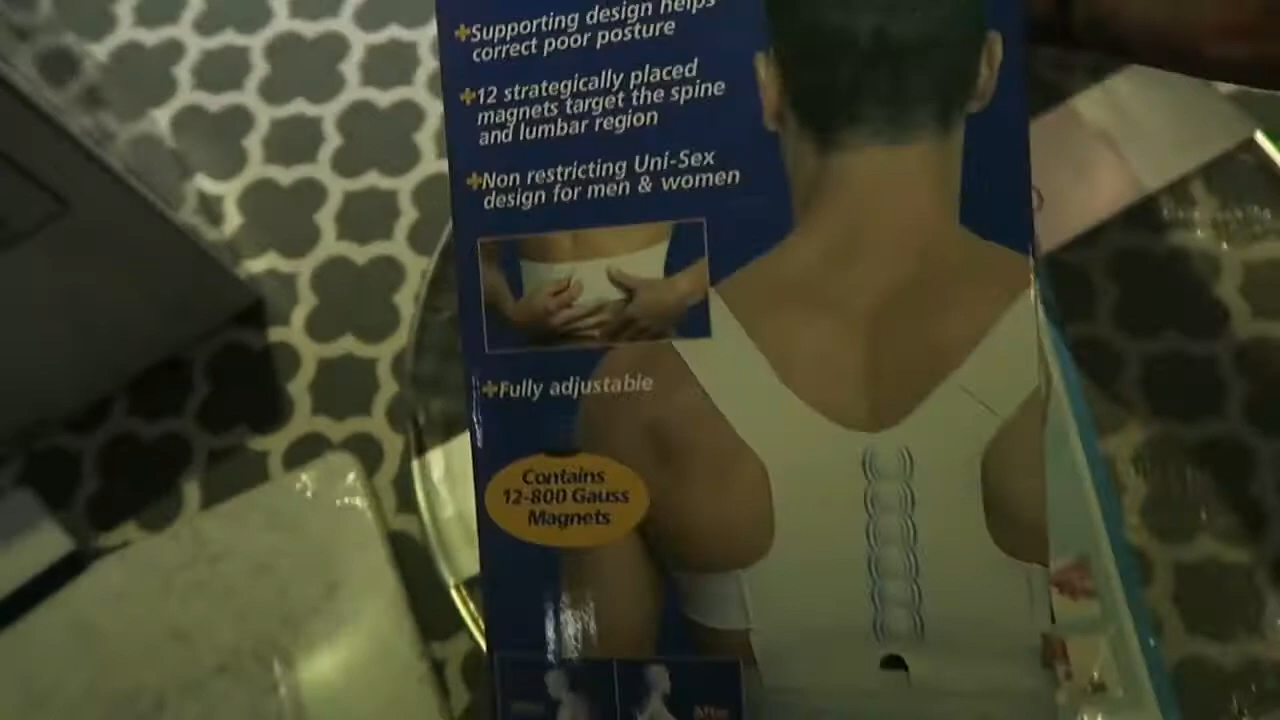 +Supporting design helps
correct poor posture
+12 strategically placed
magnets target the spine
and lumbar region
+Non restricting Uni-Sex
design for men & women
+Fully adjustable
Contains
12-800 Gauss
Magnets
After